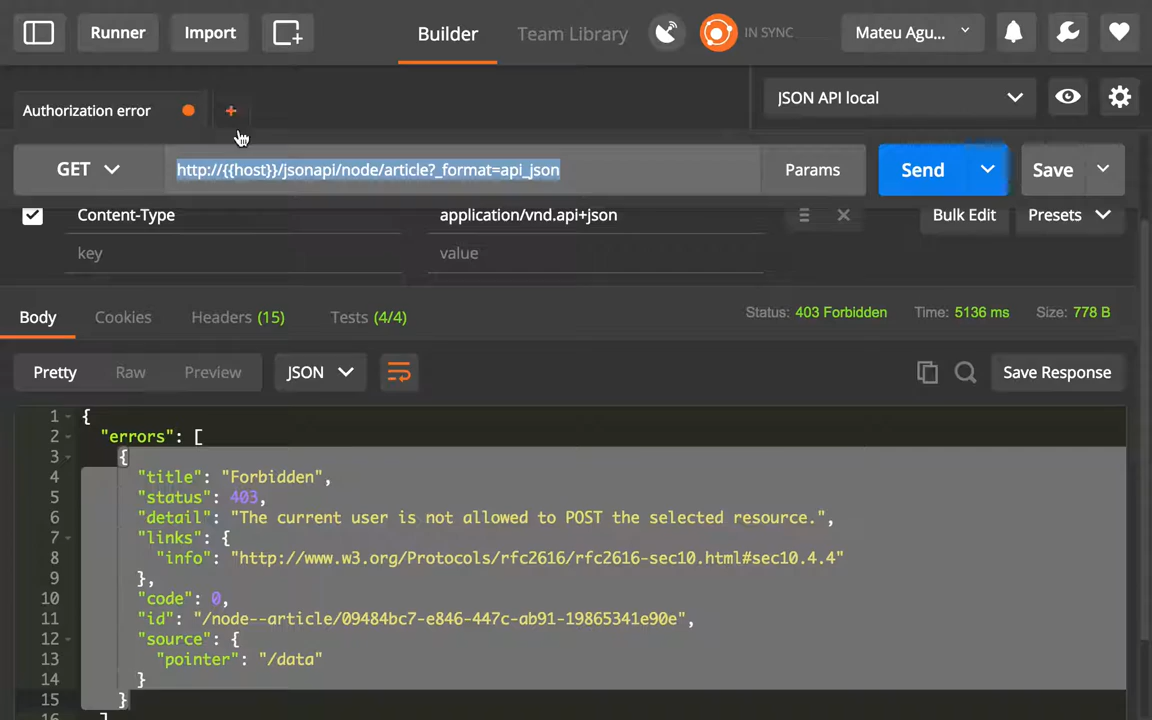 Runner Import Builder Team Library IN SYNC Mateu Agu...
Authorization error + JSON API local
GET http://{{host}}/jsonapi/node/article?_format=api_json Params Send Save
Content-Type application/vnd.api+json Bulk Edit Presets
key value
Body Cookies Headers (15) Tests (4/4) Status: 403 Forbidden Time: 5136 ms Size: 778 B
Pretty Raw Preview JSON Save Response
1 {
2 "errors": [
3 {
4 "title": "Forbidden",
5 "status": 403,
6 "detail": "The current user is not allowed to POST the selected resource.",
7 "links": {
8 "info": "http://www.w3.org/Protocols/rfc2616/rfc2616-sec10.html#sec10.4.4"
9 },
10 "code": 0,
11 "id": "/node--article/09484bc7-e846-447c-ab91-19865341e90e",
12 "source": {
13 "pointer": "/data"
14 }
15 }
16 ]